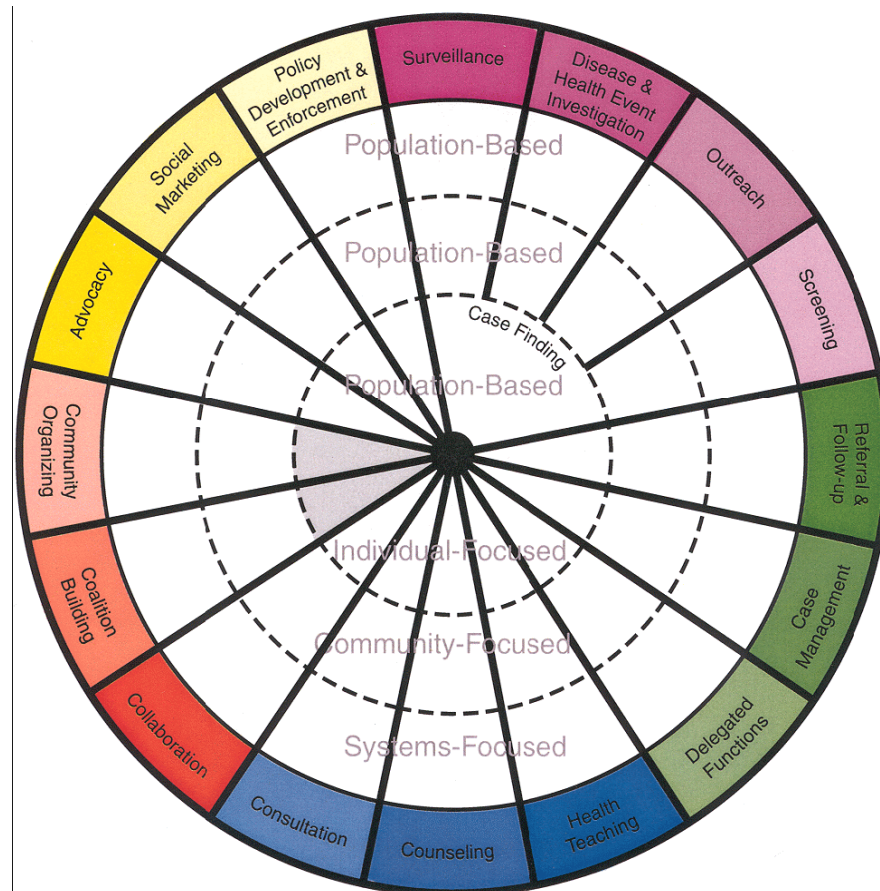 Surveillance
Disease &
Health Event
Investigation
Outreach
Screening
Referral &
Follow-up
Case
Management
Delegated
Functions
Health
Teaching
Counseling
Consultation
Collaboration
Coalition
Building
Community
Organizing
Advocacy
Social
Marketing
Policy
Development &
Enforcement
Population-Based
Population-Based
Case Finding
Population-Based
Individual-Focused
Community-Focused
Systems-Focused